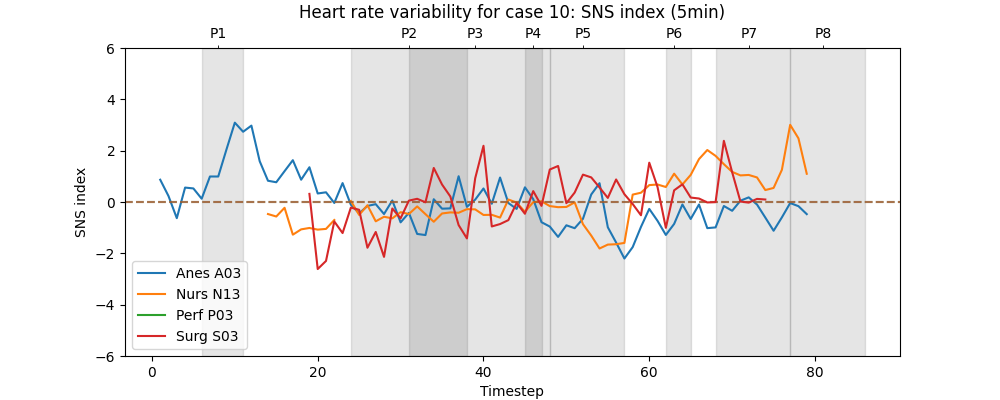 Heart rate variability for case 10: SNS index (5min)
P1 P2 P3 P4 P5 P6 P7 P8
6
4
2
0
−2
−4
−6
SNS index
Anes A03
Nurs N13
Perf P03
Surg S03
0 20 40 60 80
Timestep